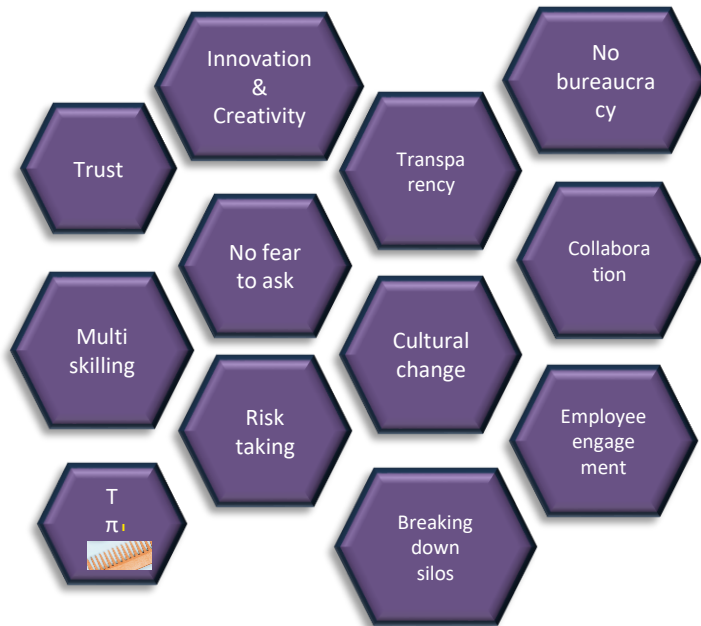 Innovation
&
Creativity
No
bureaucra
cy
Trust
Transpa
rency
No fear
to ask
Collabora
tion
Multi
skilling
Cultural
change
Risk
taking
Employee
engage
ment
T
π
Breaking
down
silos